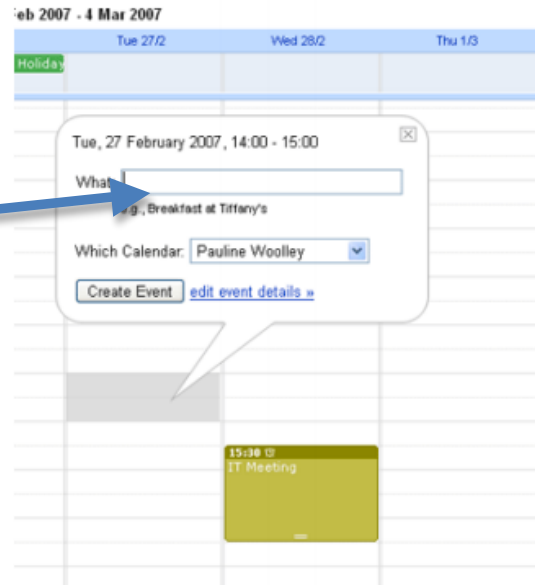 eb 2007 - 4 Mar 2007
Tue 27/2 Wed 28/2 Thu 1/3
Holiday
Tue, 27 February 2007, 14:00 - 15:00
What
e.g., Breakfast at Tiffany's
Which Calendar: Pauline Woolley
Create Event edit event details »
15:30
IT Meeting